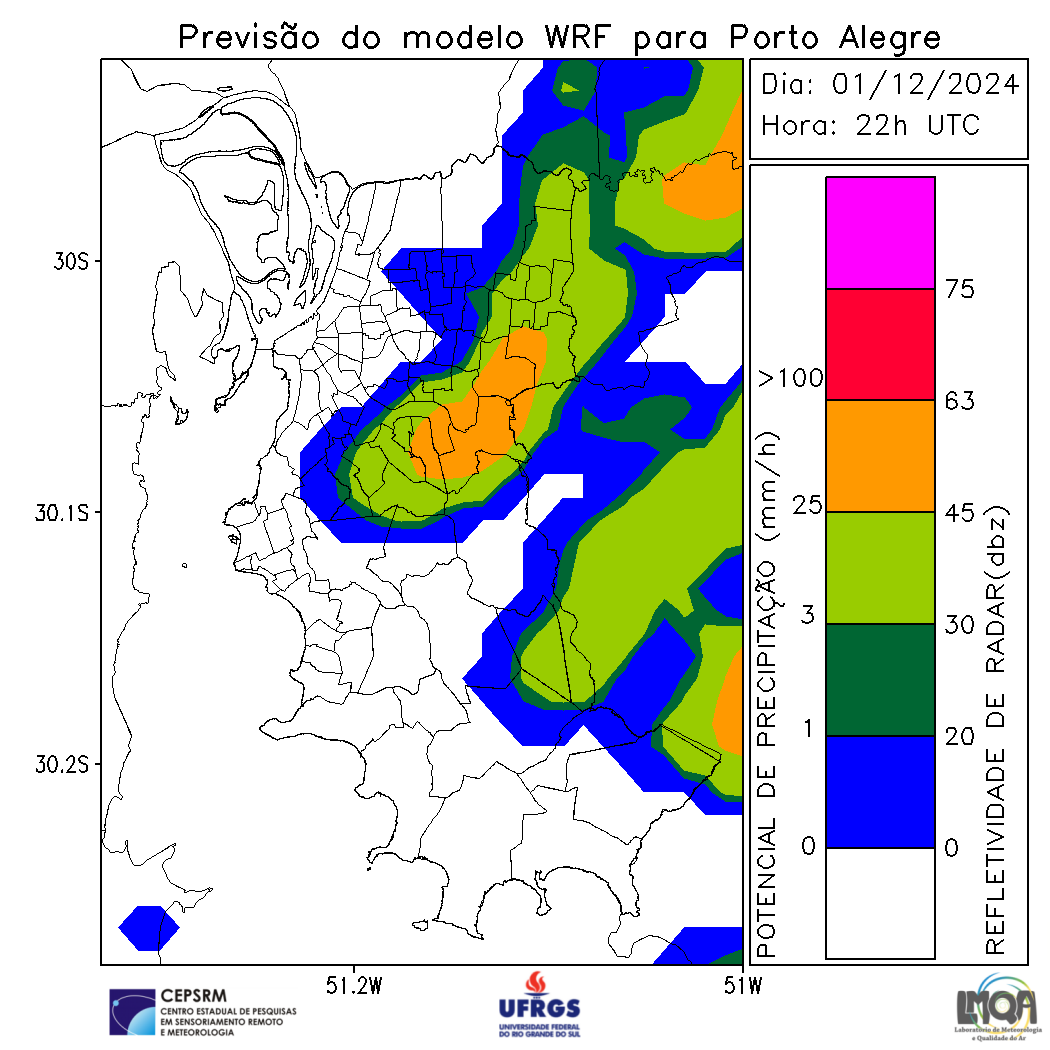 Previsão do modelo WRF para Porto Alegre
Dia: 01/12/2024
Hora: 22h UTC
30S
30.1S
30.2S
51.2W
51W
POTENCIAL DE PRECIPITAÇÃO (mm/h)
>100
25
3
1
0
75
63
45
30
20
0
REFLETIVIDADE DE RADAR(dbz)
CEPSRM
CENTRO ESTADUAL DE PESQUISAS
EM SENSORIAMENTO REMOTO
E METEOROLOGIA
UFRGS
UNIVERSIDADE FEDERAL
DO RIO GRANDE DO SUL
LMQA
Laboratório de Meteorologia
e Qualidade do Ar